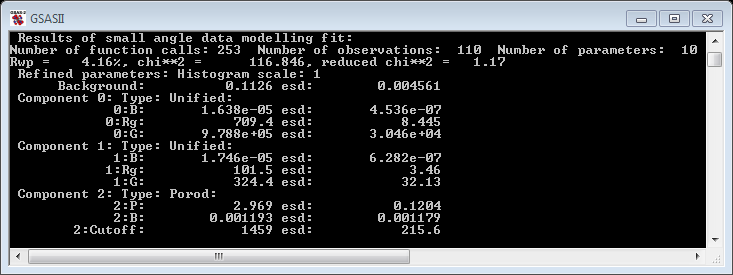 GSASII
Results of small angle data modelling fit:
Number of function calls: 253 Number of observations: 110 Number of parameters: 10
Rwp = 4.16%, chi**2 = 116.846, reduced chi**2 = 1.17
Refined parameters: Histogram scale: 1
Background: 0.1126 esd: 0.004561
Component 0: Type: Unified:
0:B: 1.638e-05 esd: 4.536e-07
0:Rg: 709.4 esd: 8.445
0:G: 9.788e+05 esd: 3.046e+04
Component 1: Type: Unified:
1:B: 1.746e-05 esd: 6.282e-07
1:Rg: 101.5 esd: 3.46
1:G: 324.4 esd: 32.13
Component 2: Type: Porod:
2:P: 2.969 esd: 0.1204
2:B: 0.001193 esd: 0.001179
2:Cutoff: 1459 esd: 215.6